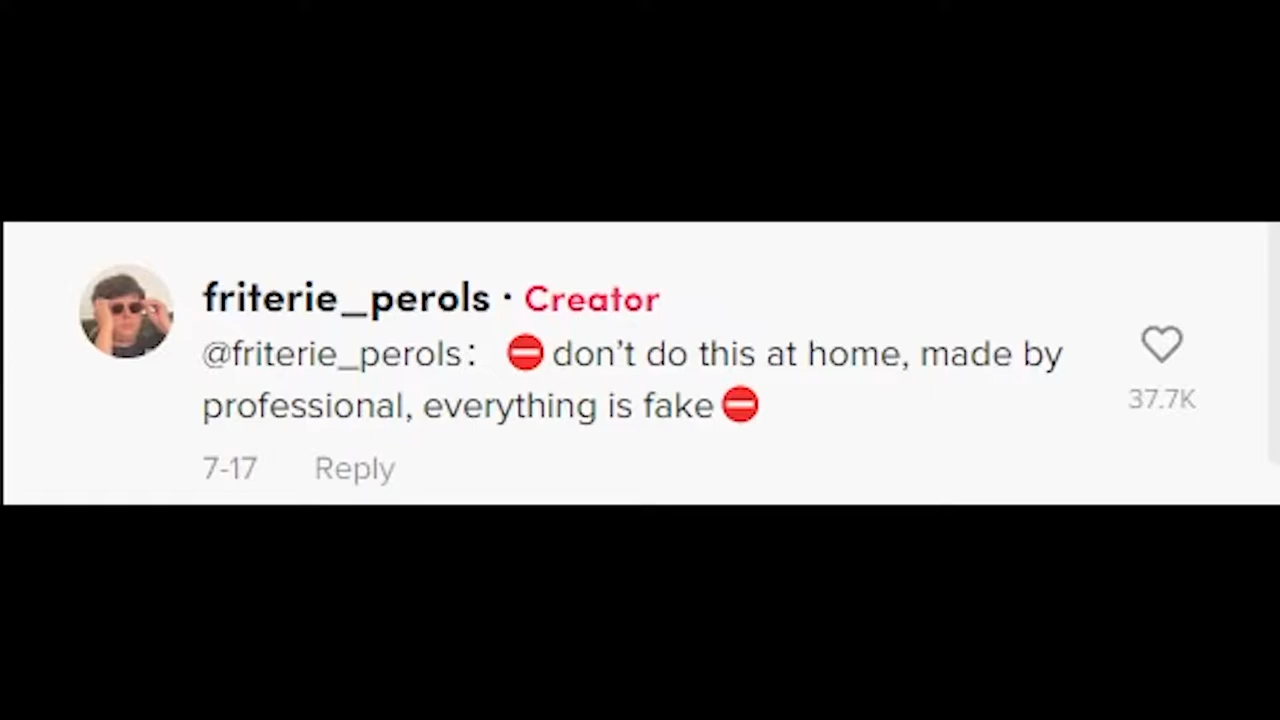 friterie_perols · Creator
@friterie_perols: ⛔don't do this at home, made by
professional, everything is fake⛔
37.7K
7-17 Reply